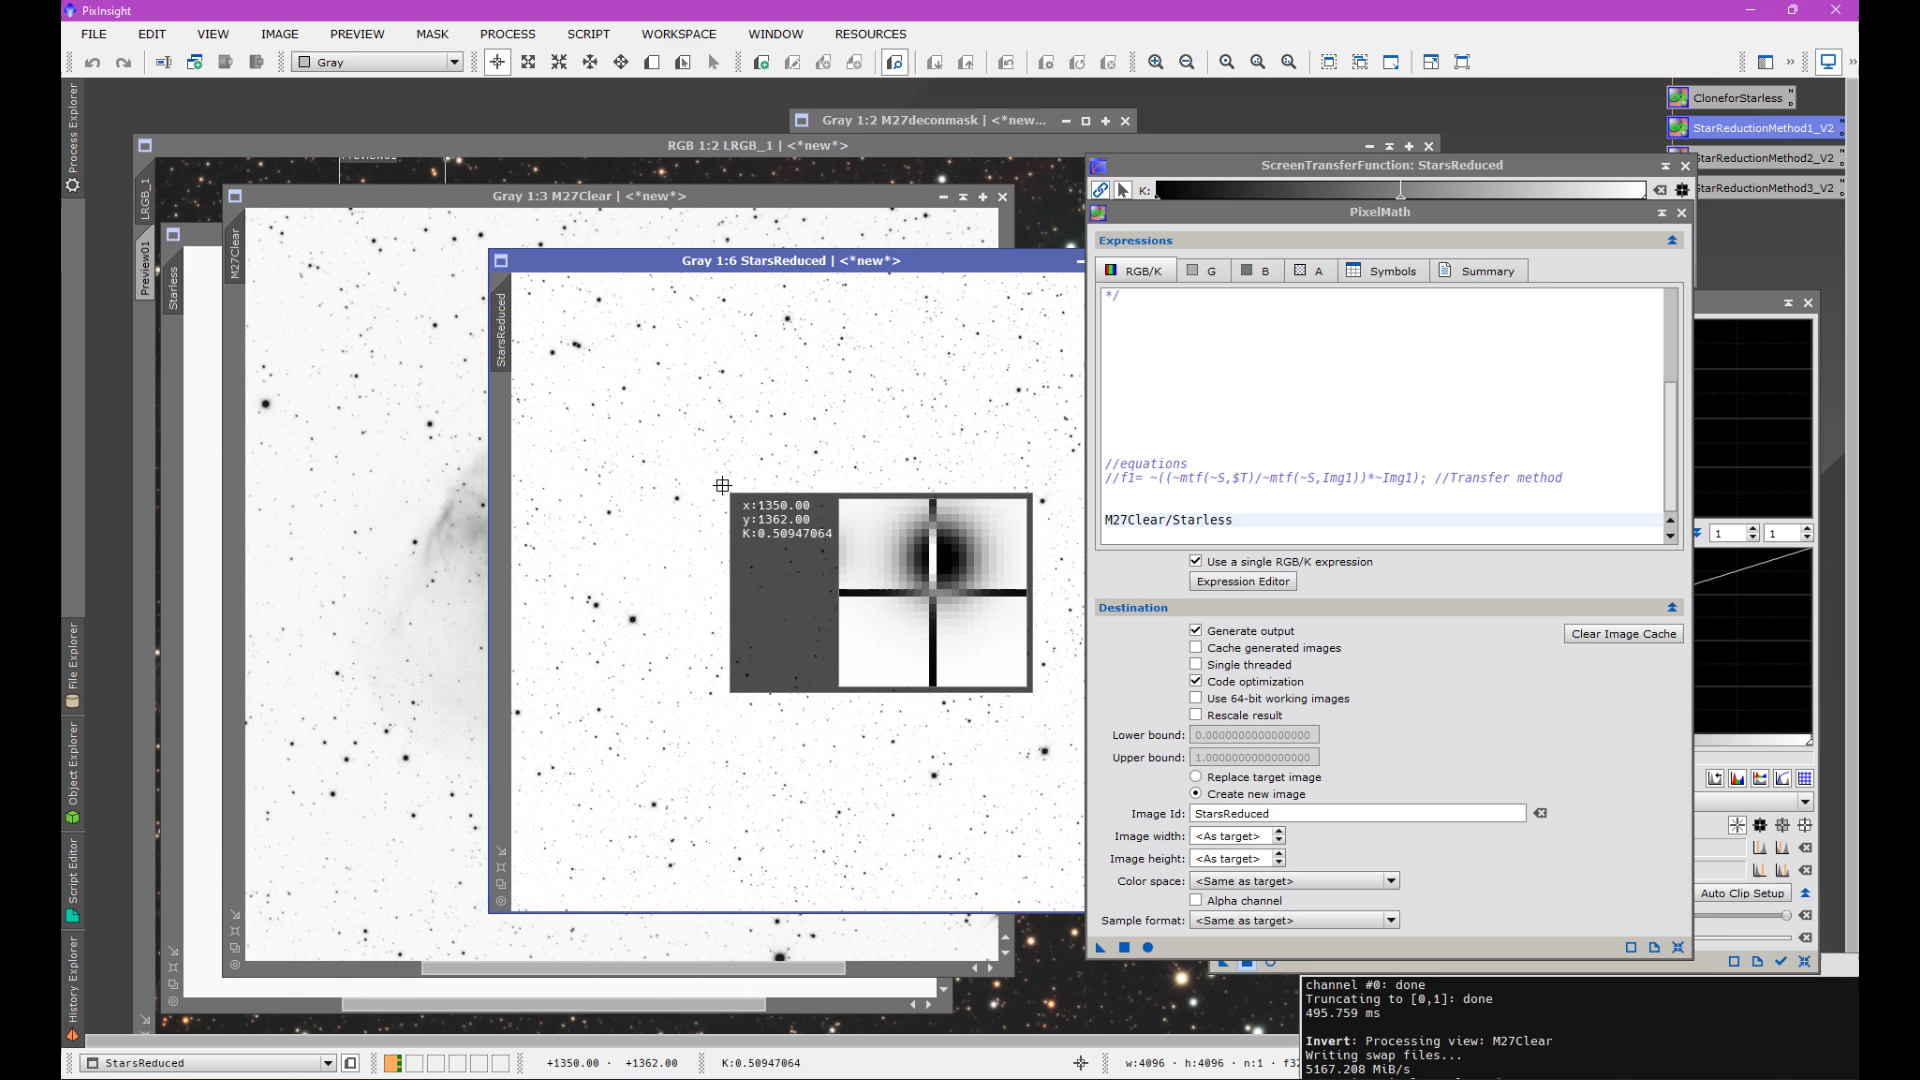 PixInsight
FILE EDIT VIEW IMAGE PREVIEW MASK PROCESS SCRIPT WORKSPACE WINDOW RESOURCES
Gray
Process Explorer
File Explorer
Object Explorer
Script Editor
History Explorer
CloneforStarless
StarReductionMethod1_V2
StarReductionMethod2_V2
StarReductionMethod3_V2
Gray 1:2 M27deconmask | <*new...
RGB 1:2 LRGB_1 | <*new*>
LRGB_1
Preview01
Gray 1:3 M27Clear | <*new*>
M27Clear
Starless
Gray 1:6 StarsReduced | <*new*>
StarsReduced
x:1350.00
y:1362.00
K:0.50947064
ScreenTransferFunction: StarsReduced
K:
PixelMath
Expressions
RGB/K G B A Symbols Summary
*/
//equations
//f1= ~((~mtf(~S,$T)/~mtf(~S,Img1))*~Img1); //Transfer method
M27Clear/Starless
Use a single RGB/K expression
Expression Editor
Destination
Generate output
Clear Image Cache
Cache generated images
Single threaded
Code optimization
Use 64-bit working images
Rescale result
Lower bound: 0.0000000000000000
Upper bound: 1.0000000000000000
Replace target image
Create new image
Image Id: StarsReduced
Image width: <As target>
Image height: <As target>
Color space: <Same as target>
Alpha channel
Sample format: <Same as target>
1 1
Auto Clip Setup
channel #0: done
Truncating to [0,1]: done
495.759 ms
Invert: Processing view: M27Clear
Writing swap files...
5167.208 MiB/s
StarsReduced
+1350.00 · +1362.00
K:0.50947064
w:4096 · h:4096 · n:1 · f32